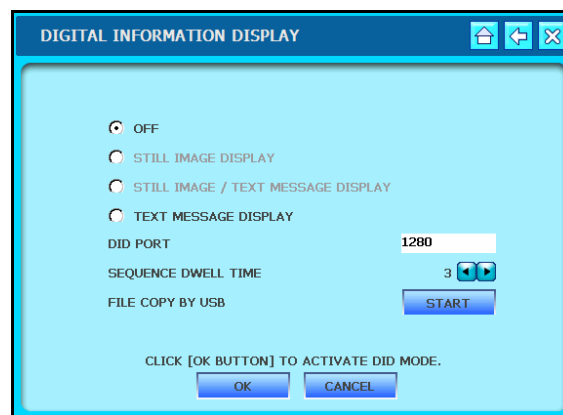 DIGITAL INFORMATION DISPLAY
OFF
STILL IMAGE DISPLAY
STILL IMAGE / TEXT MESSAGE DISPLAY
TEXT MESSAGE DISPLAY
DID PORT 1280
SEQUENCE DWELL TIME 3
FILE COPY BY USB START
CLICK [OK BUTTON] TO ACTIVATE DID MODE.
OK CANCEL